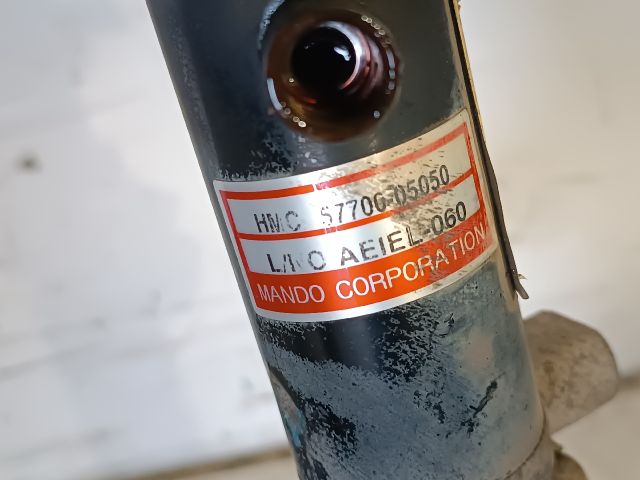 HMC 57700-05050
L/NO AEIEL-060
MANDO CORPORATION